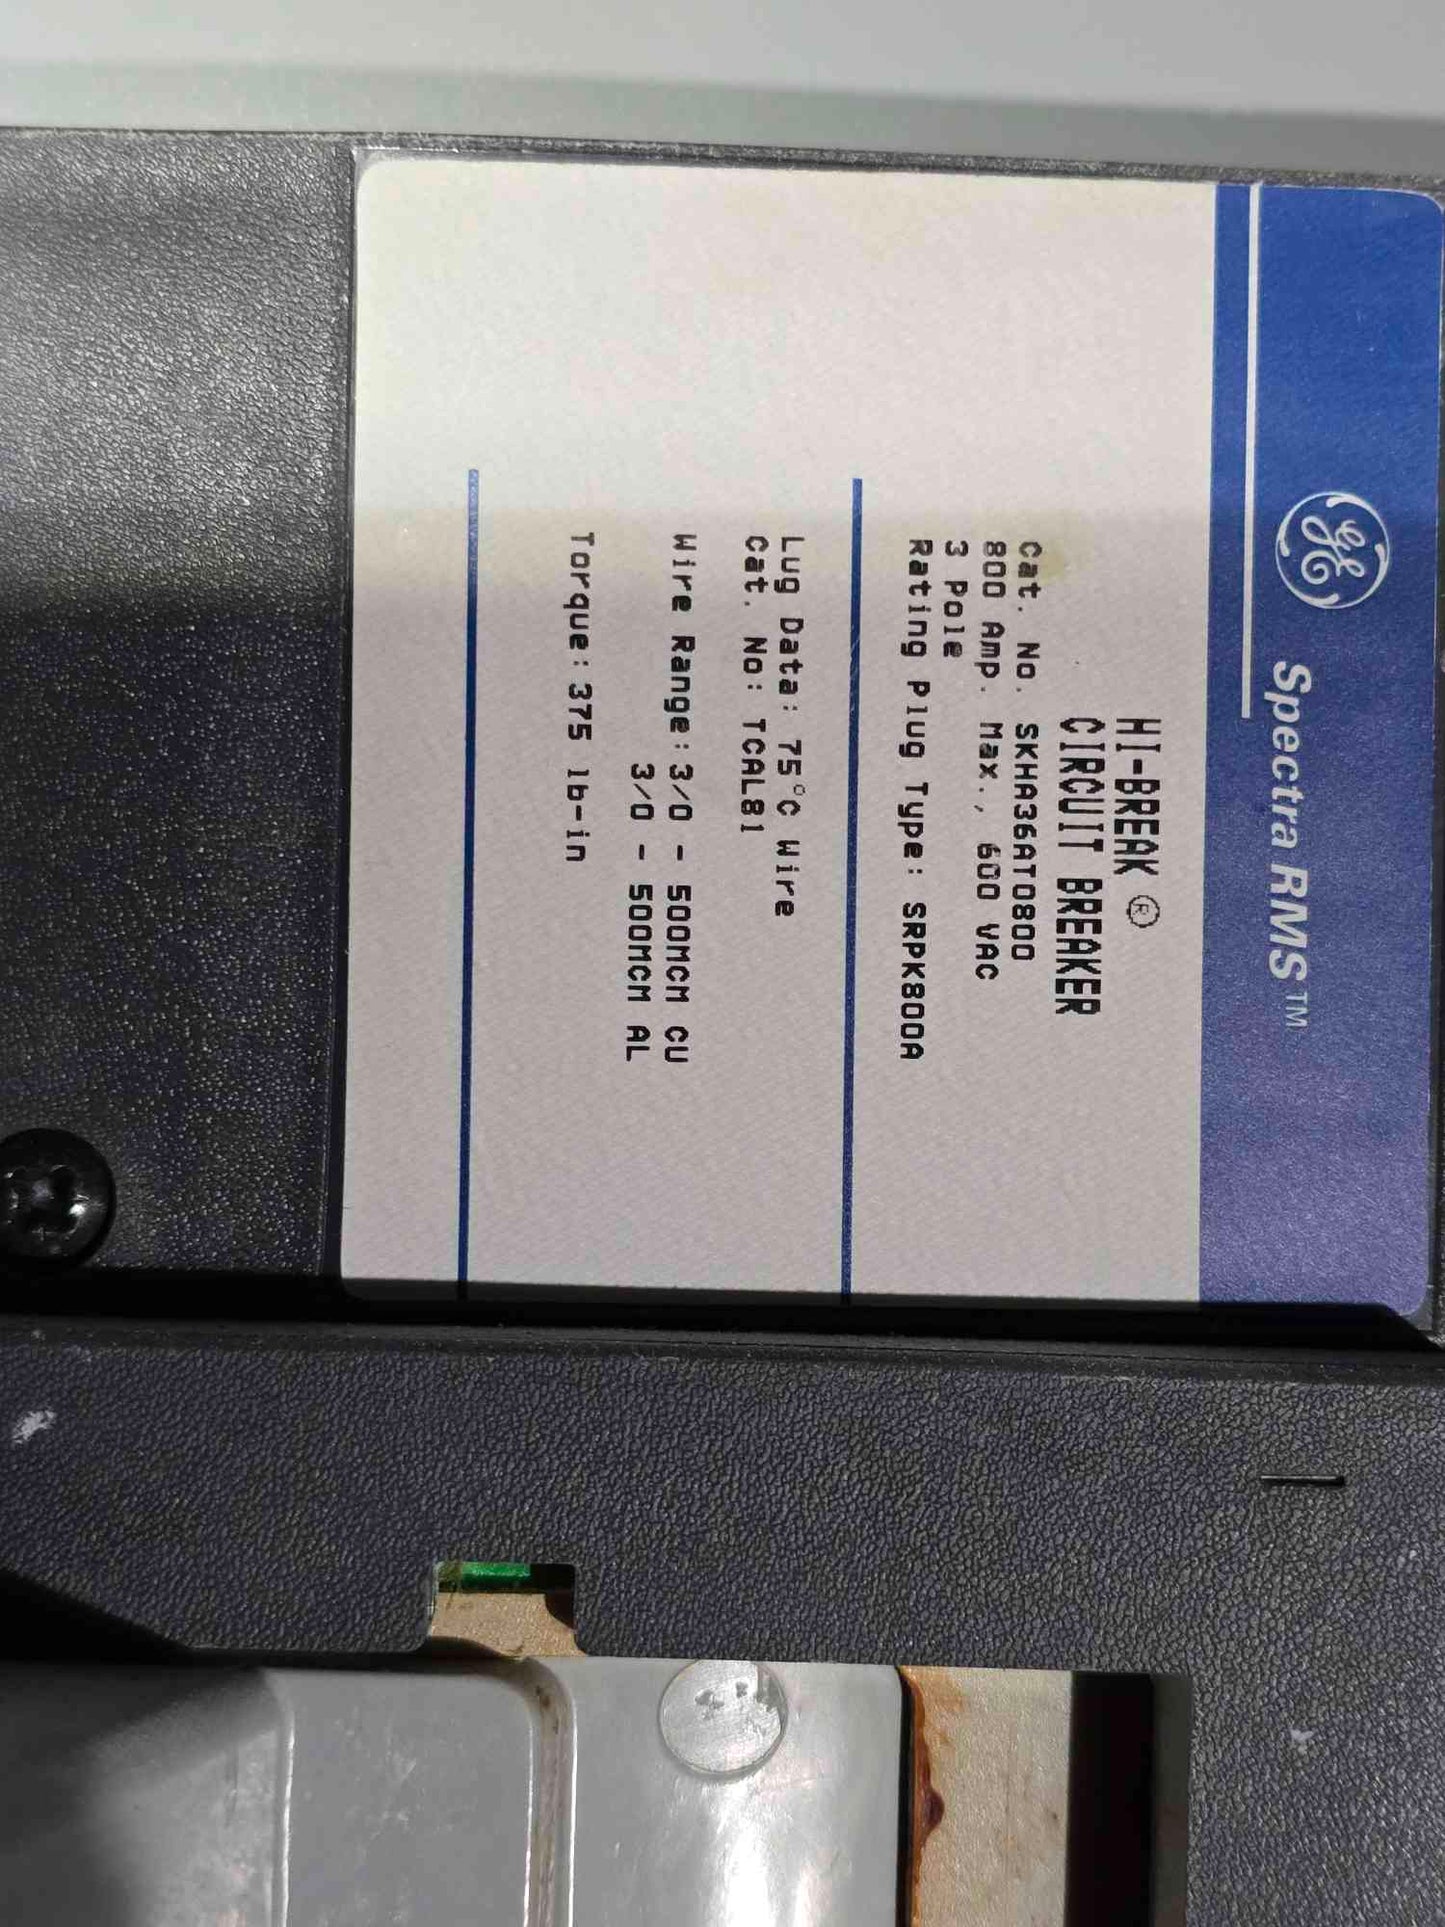 GE Spectra RMS™
HI-BREAK ®
CIRCUIT BREAKER
Cat. No. SKHA36AT0800
800 Amp. Max., 600 VAC
3 Pole
Rating Plug Type: SRPK800A
Lug Data: 75°C Wire
Cat. No: TCAL81
Wire Range: 3/0 - 500MCM CU
3/0 - 500MCM AL
Torque: 375 lb-in